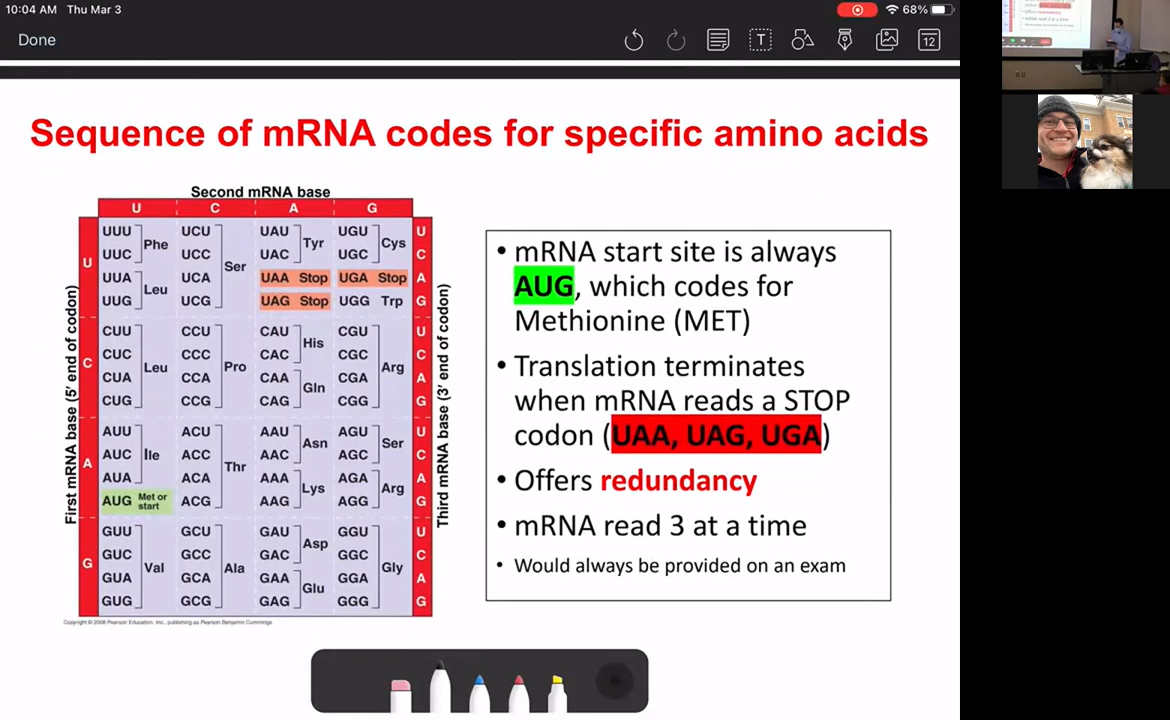 10:04 AM Thu Mar 3
68%
Done
T
12
Sequence of mRNA codes for specific amino acids
Second mRNA base
U C A G
First mRNA base (5' end of codon)
Third mRNA base (3' end of codon)
U
UUU
UUC
Phe
UUA
UUG
Leu
UCU
UCC
UCA
UCG
Ser
UAU
UAC
Tyr
UAA Stop
UAG Stop
UGU
UGC
Cys
UGA Stop
UGG Trp
U
C
A
G
C
CUU
CUC
CUA
CUG
Leu
CCU
CCC
CCA
CCG
Pro
CAU
CAC
His
CAA
CAG
Gln
CGU
CGC
CGA
CGG
Arg
U
C
A
G
A
AUU
AUC
AUA
Ile
AUG Met or
start
ACU
ACC
ACA
ACG
Thr
AAU
AAC
Asn
AAA
AAG
Lys
AGU
AGC
Ser
AGA
AGG
Arg
U
C
A
G
G
GUU
GUC
GUA
GUG
Val
GCU
GCC
GCA
GCG
Ala
GAU
GAC
Asp
GAA
GAG
Glu
GGU
GGC
GGA
GGG
Gly
U
C
A
G
Copyright © 2008 Pearson Education, Inc., publishing as Pearson Benjamin Cummings.
• mRNA start site is always
AUG, which codes for
Methionine (MET)
• Translation terminates
when mRNA reads a STOP
codon (UAA, UAG, UGA)
• Offers redundancy
• mRNA read 3 at a time
• Would always be provided on an exam